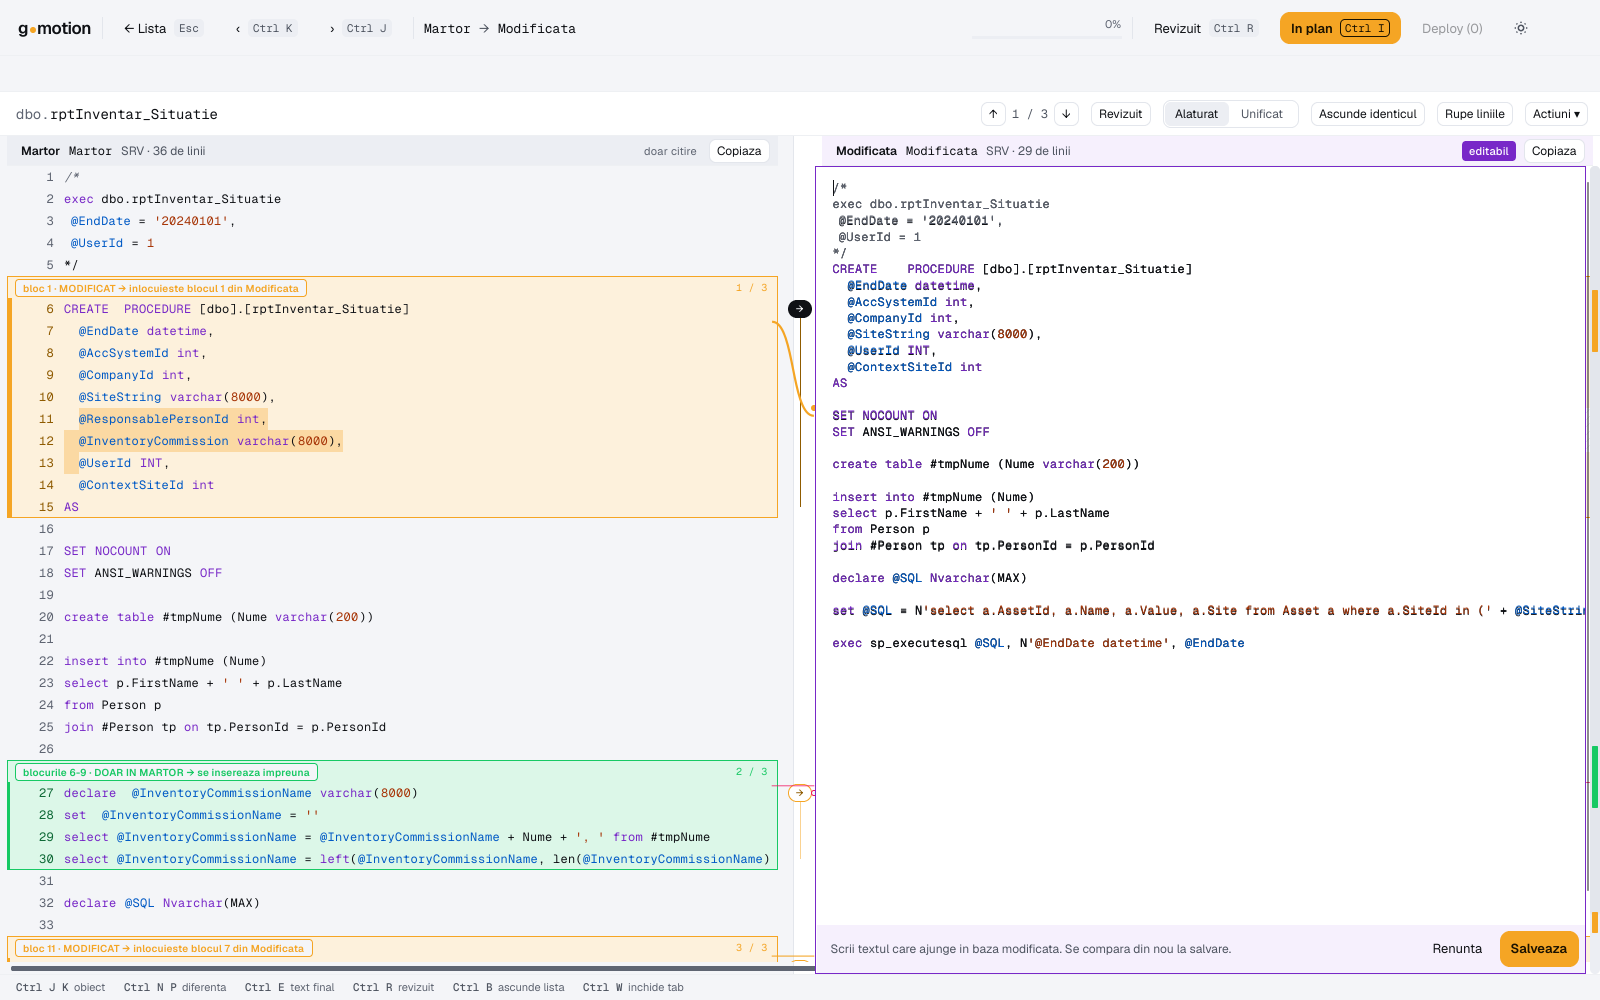 g•motion
← Lista Esc ‹ Ctrl K › Ctrl J Martor → Modificata 0% Revizuit Ctrl R In plan Ctrl I Deploy (0)
dbo.rptInventar_Situatie ↑ 1 / 3 ↓ Revizuit Alaturat Unificat Ascunde identicul Rupe liniile Actiuni ▾
Martor Martor SRV · 36 de linii doar citire Copiaza
1 /*
2 exec dbo.rptInventar_Situatie
3 @EndDate = '20240101',
4 @UserId = 1
5 */
bloc 1 · MODIFICAT → inlocuieste blocul 1 din Modificata 1 / 3
6 CREATE  PROCEDURE [dbo].[rptInventar_Situatie]
7 @EndDate datetime,
8 @AccSystemId int,
9 @CompanyId int,
10 @SiteString varchar(8000),
11 @ResponsablePersonId int,
12 @InventoryCommission varchar(8000),
13 @UserId INT,
14 @ContextSiteId int
15 AS
16
17 SET NOCOUNT ON
18 SET ANSI_WARNINGS OFF
19
20 create table #tmpNume (Nume varchar(200))
21
22 insert into #tmpNume (Nume)
23 select p.FirstName + ' ' + p.LastName
24 from Person p
25 join #Person tp on tp.PersonId = p.PersonId
26
blocurile 6-9 · DOAR IN MARTOR → se insereaza impreuna 2 / 3
27 declare  @InventoryCommissionName varchar(8000)
28 set  @InventoryCommissionName = ''
29 select @InventoryCommissionName = @InventoryCommissionName + Nume + ', ' from #tmpNume
30 select @InventoryCommissionName = left(@InventoryCommissionName, len(@InventoryCommissionName)
31
32 declare @SQL Nvarchar(MAX)
33
bloc 11 · MODIFICAT → inlocuieste blocul 7 din Modificata 3 / 3
→
→
Modificata Modificata SRV · 29 de linii editabil Copiaza
/*
exec dbo.rptInventar_Situatie
@EndDate = '20240101',
@UserId = 1
*/
CREATE    PROCEDURE [dbo].[rptInventar_Situatie]
@EndDate datetime,
@AccSystemId int,
@CompanyId int,
@SiteString varchar(8000),
@UserId INT,
@ContextSiteId int
AS
SET NOCOUNT ON
SET ANSI_WARNINGS OFF
create table #tmpNume (Nume varchar(200))
insert into #tmpNume (Nume)
select p.FirstName + ' ' + p.LastName
from Person p
join #Person tp on tp.PersonId = p.PersonId
declare @SQL Nvarchar(MAX)
set @SQL = N'select a.AssetId, a.Name, a.Value, a.Site from Asset a where a.SiteId in (' + @SiteStrin
exec sp_executesql @SQL, N'@EndDate datetime', @EndDate
Scrii textul care ajunge in baza modificata. Se compara din nou la salvare. Renunta Salveaza
Ctrl J K obiect Ctrl N P diferenta Ctrl E text final Ctrl R revizuit Ctrl B ascunde lista Ctrl W inchide tab